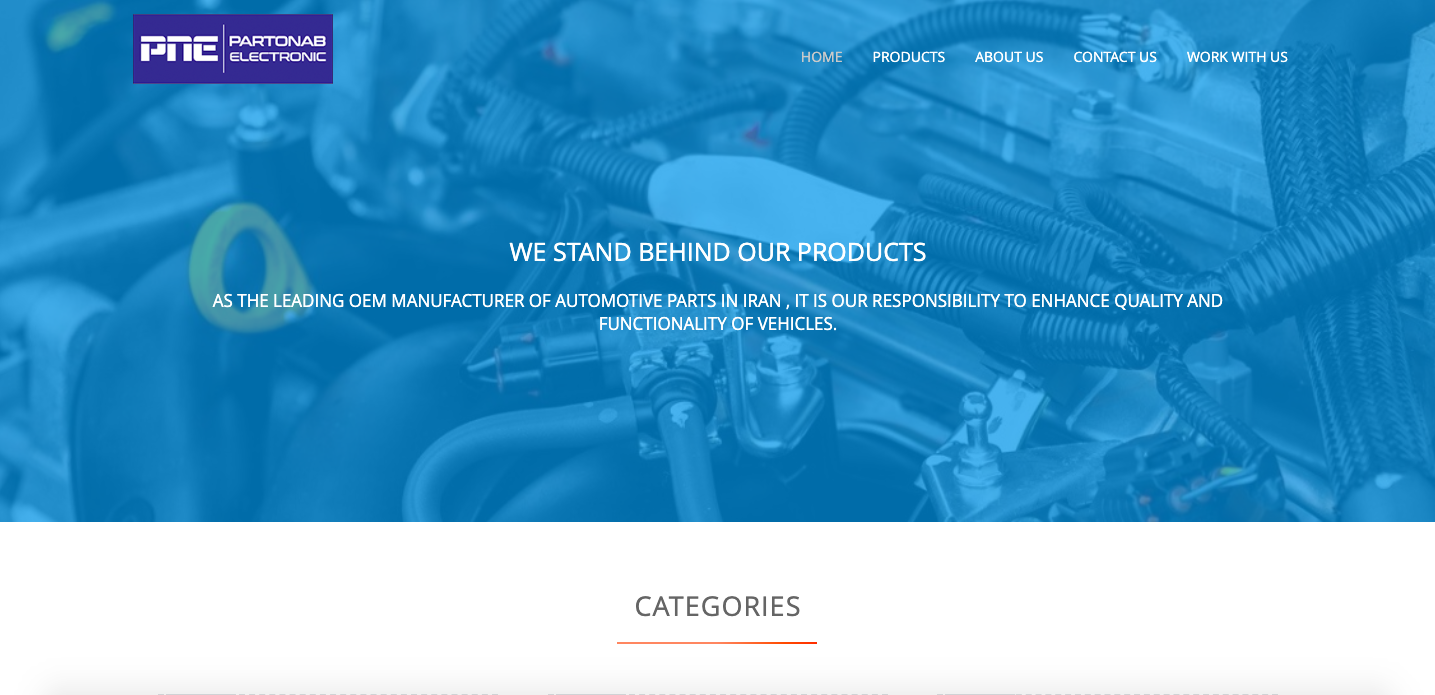 PNE PARTONAB
ELECTRONIC
HOME PRODUCTS ABOUT US CONTACT US WORK WITH US
WE STAND BEHIND OUR PRODUCTS
AS THE LEADING OEM MANUFACTURER OF AUTOMOTIVE PARTS IN IRAN , IT IS OUR RESPONSIBILITY TO ENHANCE QUALITY AND
FUNCTIONALITY OF VEHICLES.
CATEGORIES